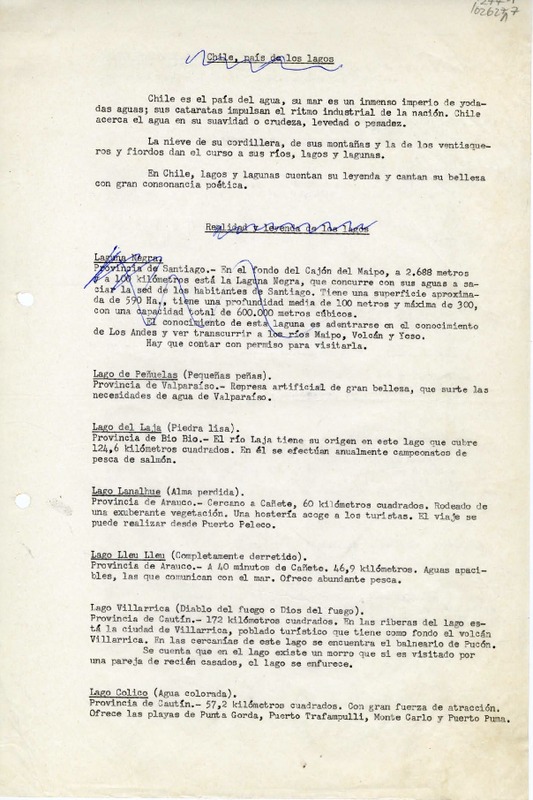 1026277
Chile, país de los lagos
Chile es el país del agua, su mar es un inmenso imperio de yoda-
das aguas; sus cataratas impulsan el ritmo industrial de la nación. Chile
acerca el agua en su suavidad o crudeza, levedad o pesadez.
La nieve de su cordillera, de sus montañas y la de los ventisque-
ros y fiordos dan el curso a sus ríos, lagos y lagunas.
En Chile, lagos y lagunas cuentan su leyenda y cantan su belleza
con gran consonancia poética.
Realidad y leyenda de los lagos
Laguna Negra.
Provincia de Santiago.- En el fondo del Cajón del Maipo, a 2.688 metros
a 100 kilómetros está la Laguna Negra, que concurre con sus aguas a sa-
ciar la sed de los habitantes de Santiago. Tiene una superficie aproxima-
da de 590 Ha., tiene una profundidad media de 100 metros y máxima de 300,
con una capacidad total de 600.000 metros cúbicos.
El conocimiento de esta laguna es adentrarse en el conocimiento
de Los Andes y ver transcurrir a los ríos Maipo, Volcán y Yeso.
Hay que contar con permiso para visitarla.
Lago de Peñuelas (Pequeñas peñas).
Provincia de Valparaíso.- Represa artificial de gran belleza, que surte las
necesidades de agua de Valparaíso.
Lago del Laja (Piedra lisa).
Provincia de Bio Bio.- El río Laja tiene su origen en este lago que cubre
124,6 kilómetros cuadrados. En él se efectúan anualmente campeonatos de
pesca de salmón.
Lago Lanalhue (Alma perdida).
Provincia de Arauco.- Cercano a Cañete, 60 kilómetros cuadrados. Rodeado de
una exuberante vegetación. Una hostería acoge a los turistas. El viaje se
puede realizar desde Puerto Peleco.
Lago Lleu Lleu (Completamente derretido).
Provincia de Arauco.- A 40 minutos de Cañete. 46,9 kilómetros. Aguas apaci-
bles, las que comunican con el mar. Ofrece abundante pesca.
Lago Villarrica (Diablo del fuego o Dios del fuego).
Provincia de Cautín.- 172 kilómetros cuadrados. En las riberas del lago es-
tá la ciudad de Villarrica, poblado turístico que tiene como fondo el volcán
Villarrica. En las cercanías de este lago se encuentra el balneario de Pucón.
Se cuenta que en el lago existe un morro que si es visitado por
una pareja de recién casados, el lago se enfurece.
Lago Colico (Agua colorada).
Provincia de Cautín.- 57,2 kilómetros cuadrados. Con gran fuerza de atracción.
Ofrece las playas de Punta Gorda, Puerto Trafampulli, Monte Carlo y Puerto Puma.